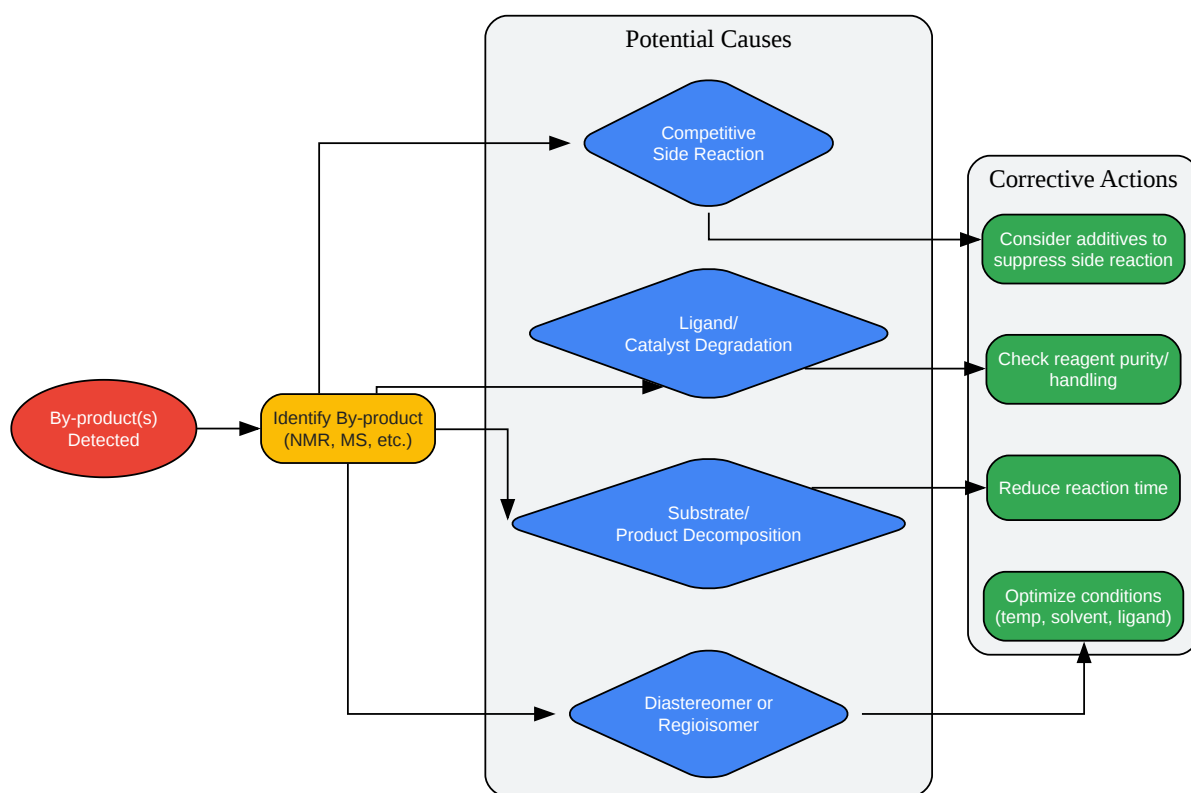 Potential Causes
Competitive
Side Reaction
Corrective Actions
Consider additives to
suppress side reaction
Ligand/
Catalyst Degradation
Check reagent purity/
handling
By-product(s)
Detected
Identify By-product
(NMR, MS, etc.)
Substrate/
Product Decomposition
Reduce reaction time
Optimize conditions
(temp, solvent, ligand)
Diastereomer or
Regioisomer